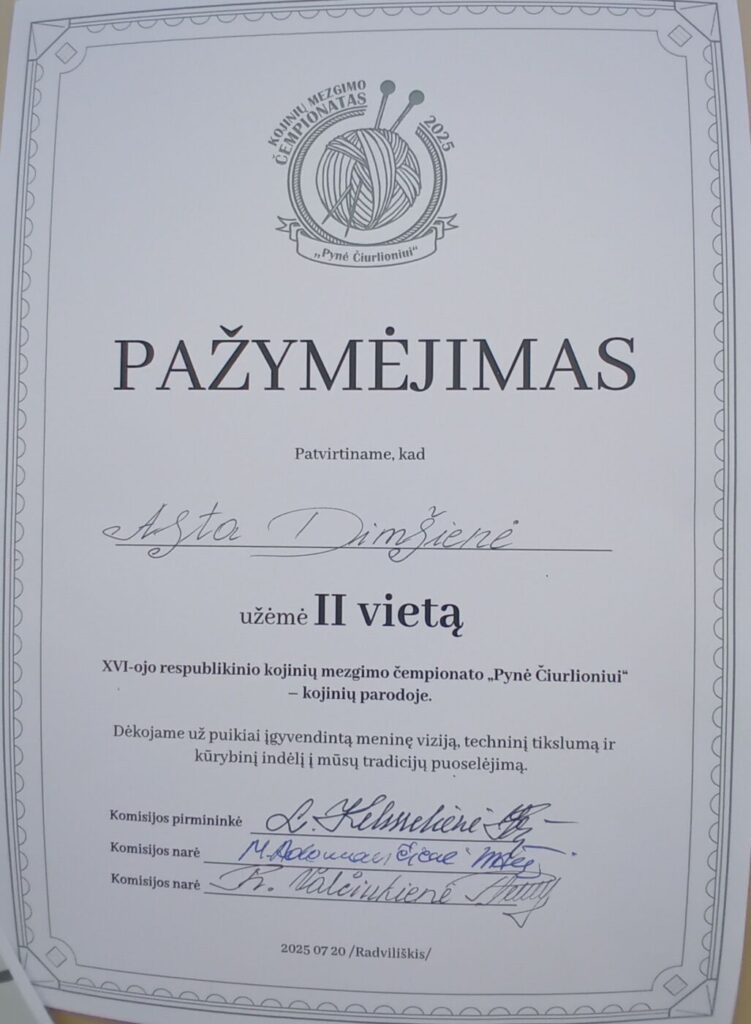 KOJINIŲ MEZGIMO
ČEMPIONATAS
2025
„Pynė Čiurlioniui“
PAŽYMĖJIMAS
Patvirtiname, kad
Asta Dimšienė
užėmė II vietą
XVI-ojo respublikinio kojinių mezgimo čempionato „Pynė Čiurlioniui“
– kojinių parodoje.
Dėkojame už puikiai įgyvendintą meninę viziją, techninį tikslumą ir
kūrybinį indėlį į mūsų tradicijų puoselėjimą.
Komisijos pirmininkė L.
Komisijos narė M.
Komisijos narė R. Valčiukienė
2025 07 20 /Radviliškis/